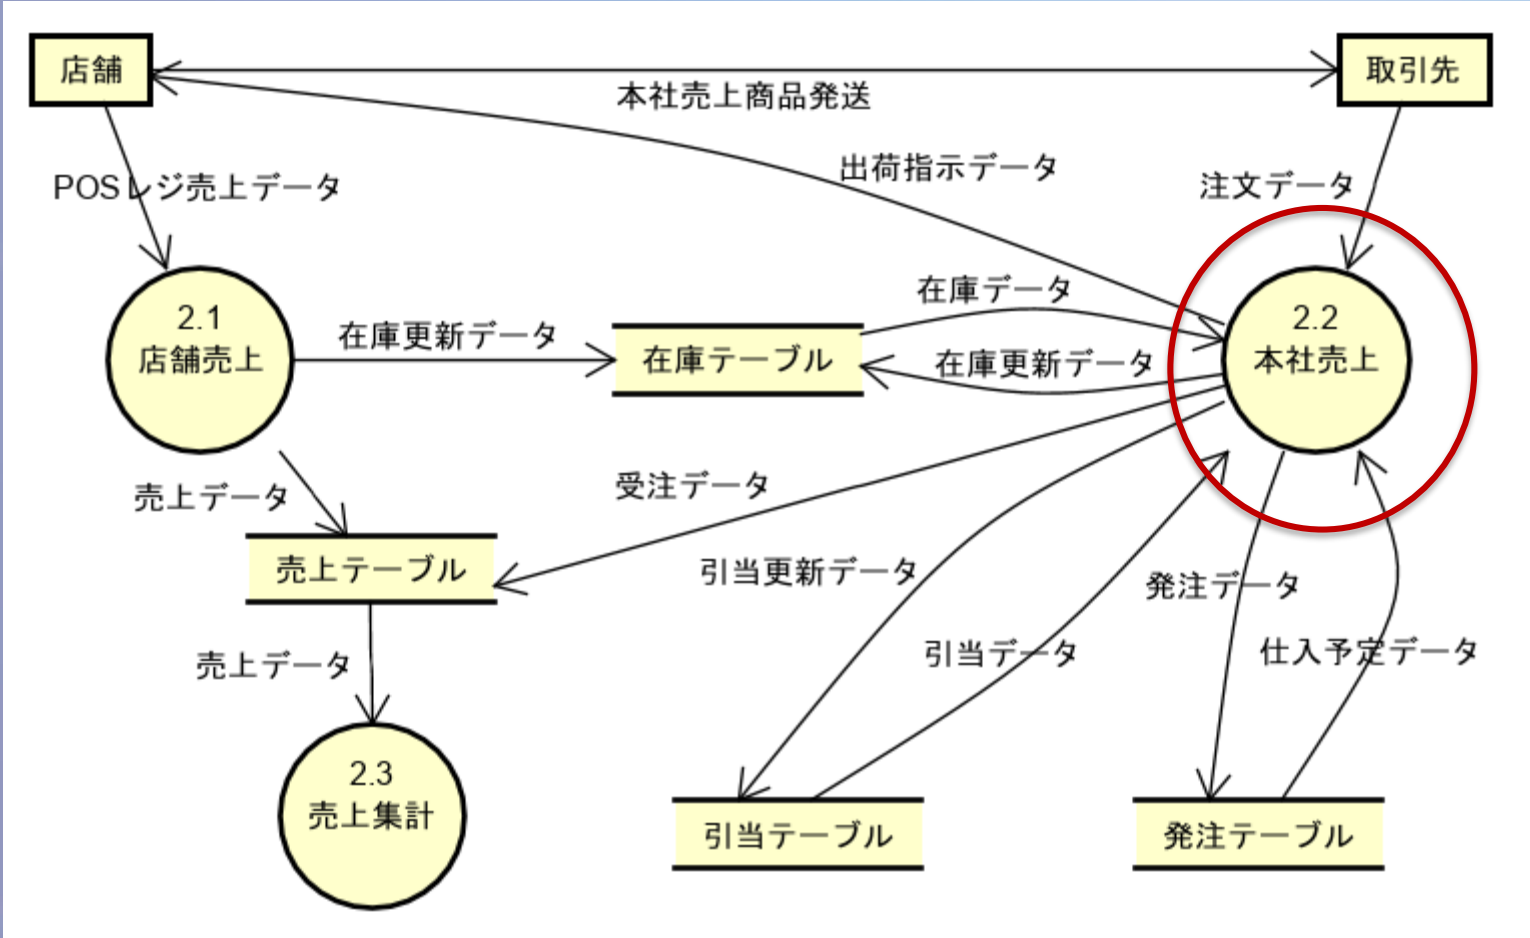 店舗
取引先
本社売上商品発送
出荷指示データ
POSレジ売上データ
注文データ
2.1
店舗売上
在庫更新データ
在庫テーブル
在庫データ
在庫更新データ
2.2
本社売上
売上データ
受注データ
売上テーブル
引当更新データ
発注データ
売上データ
引当データ
仕入予定データ
2.3
売上集計
引当テーブル
発注テーブル